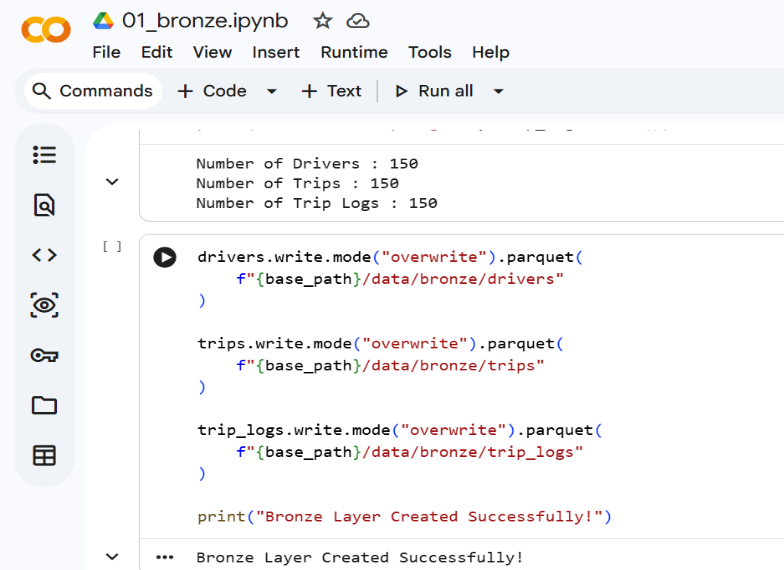 01_bronze.ipynb
File Edit View Insert Runtime Tools Help
Commands + Code + Text Run all
Number of Drivers : 150
Number of Trips : 150
Number of Trip Logs : 150
[ ]
drivers.write.mode("overwrite").parquet(
f"{base_path}/data/bronze/drivers"
)
trips.write.mode("overwrite").parquet(
f"{base_path}/data/bronze/trips"
)
trip_logs.write.mode("overwrite").parquet(
f"{base_path}/data/bronze/trip_logs"
)
print("Bronze Layer Created Successfully!")
Bronze Layer Created Successfully!